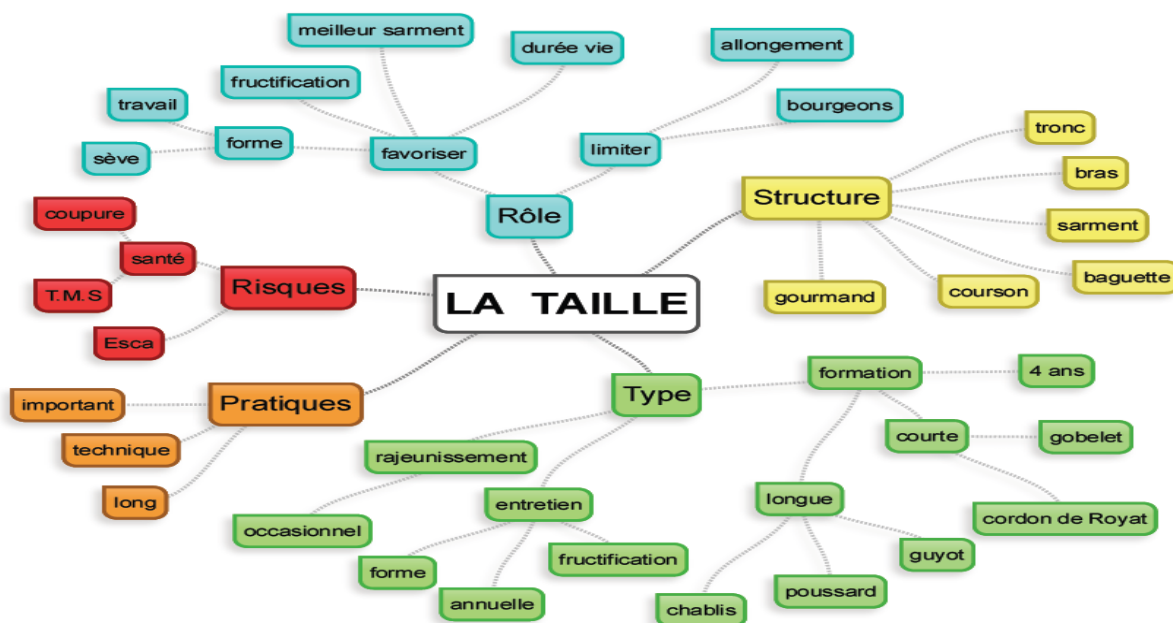 meilleur sarment
durée vie
allongement
fructification
bourgeons
travail
forme
sève
favoriser
limiter
Rôle
tronc
bras
Structure
sarment
baguette
courson
gourmand
coupure
santé
T.M.S
Risques
Esca
LA TAILLE
important
Pratiques
technique
long
Type
formation
4 ans
courte
gobelet
cordon de Royat
longue
guyot
poussard
chablis
rajeunissement
occasionnel
entretien
forme
annuelle
fructification